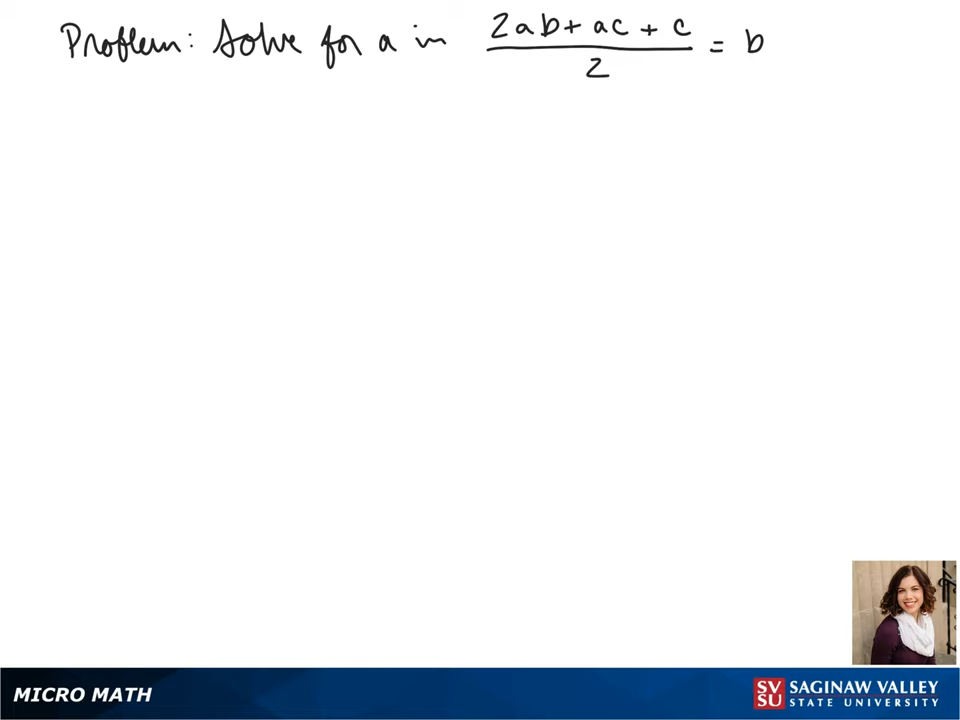 Problem: Solve for a in (2ab + ac + c)/2 = b
MICRO MATH
SV SU SAGINAW VALLEY
STATE UNIVERSITY